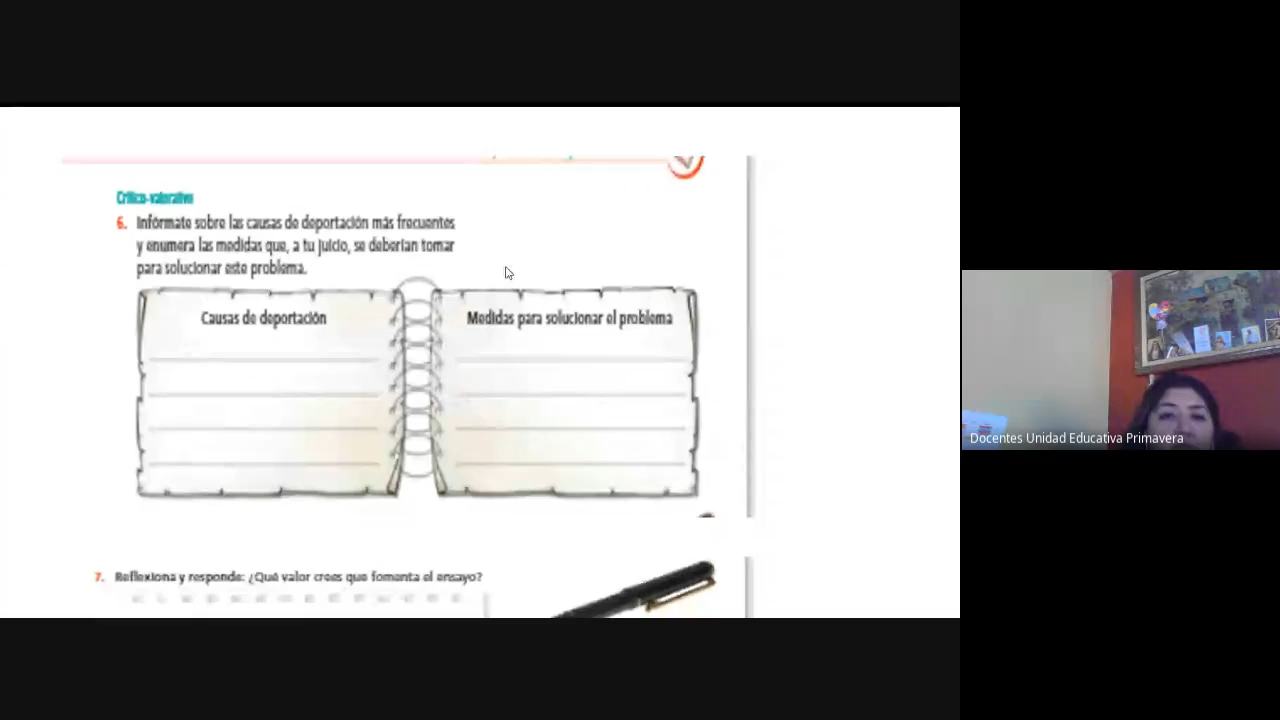 Crítico-valorativo
6. Infórmate sobre las causas de deportación más frecuentes
y enumera las medidas que, a tu juicio, se deberían tomar
para solucionar este problema.
Causas de deportación
Medidas para solucionar el problema
7. Reflexiona y responde: ¿Qué valor crees que fomenta el ensayo?
Docentes Unidad Educativa Primavera